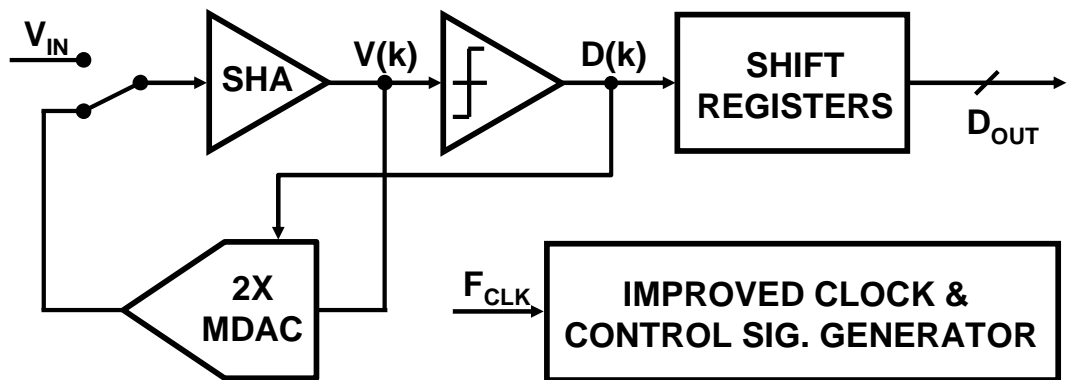 V_IN
SHA
V(k)
D(k)
SHIFT
REGISTERS
D_OUT
2X
MDAC
F_CLK
IMPROVED CLOCK &
CONTROL SIG. GENERATOR